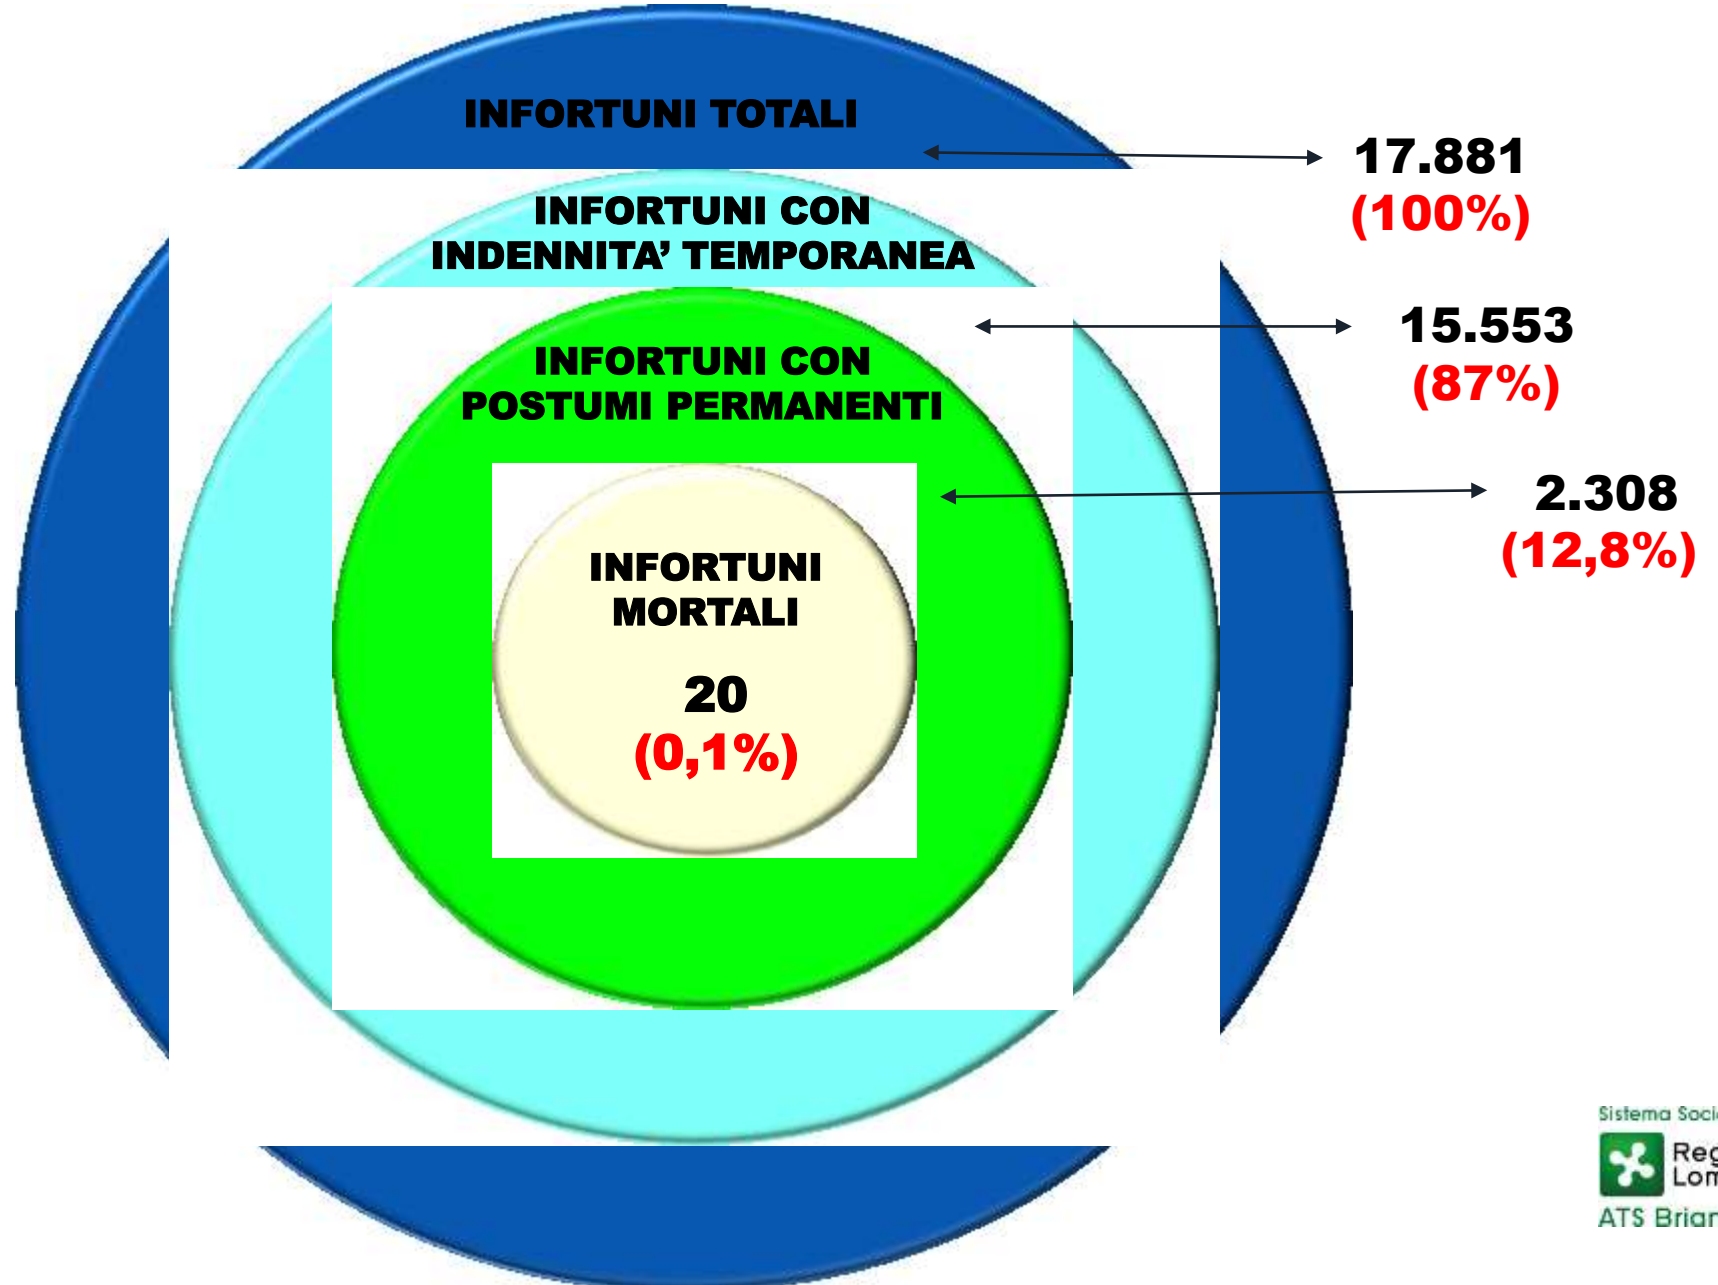 INFORTUNI TOTALI
17.881
(100%)
INFORTUNI CON
INDENNITA’ TEMPORANEA
15.553
(87%)
INFORTUNI CON
POSTUMI PERMANENTI
2.308
(12,8%)
INFORTUNI
MORTALI
20
(0,1%)
Sistema
ATS